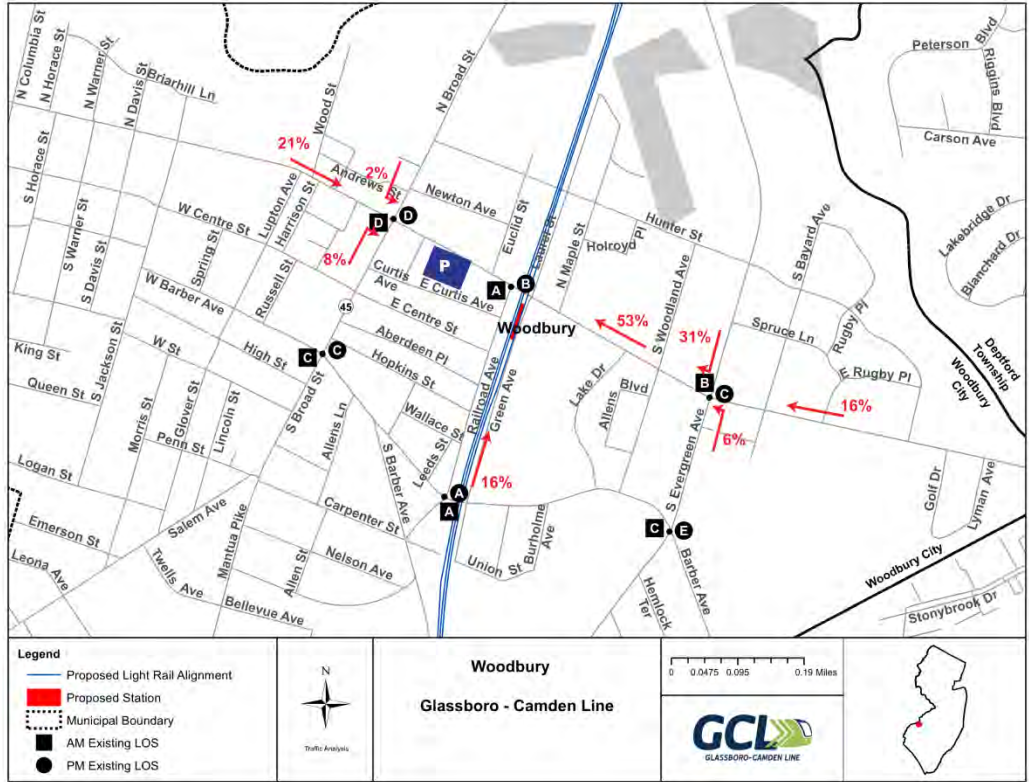 N Columbia St
N Horace St
N Warner St
N Davis St
Briarhill Ln
Wood St
N Broad St
Peterson Blvd
Riggins Blvd
Carson Ave
21%
2%
Andrews St
Newton Ave
S Horace St
S Warner St
S Davis St
W Centre St
Lupton Ave
Harrison St
D
D
Euclid St
Laurel St
N Maple St
Holroyd Pl
Hunter St
S Bayard Ave
Lakebridge Dr
Blanchard Dr
Spring St
8%
Russell St
Curtis Ave
P
E Curtis Ave
A
B
Woodbury
53%
S Woodland Ave
31%
Spruce Ln
Rugby Pl
Deptford Township
Woodbury City
W Barber Ave
45
E Centre St
Aberdeen Pl
Hopkins St
King St
W St
High St
C
C
Queen St
S Jackson St
Glover St
Lincoln St
S Broad St
Allens Ln
Wallace St
Leeds St
Railroad Ave
Green Ave
Lake Dr
Allens Blvd
B
C
E Rugby Pl
16%
6%
S Evergreen Ave
Morris St
Penn St
Logan St
S Barber Ave
16%
A
A
Golf Dr
Lyman Ave
Emerson St
Salem Ave
Mantua Pike
Carpenter St
Burholme Ave
Union St
C
E
Leona Ave
Twells Ave
Allen St
Nelson Ave
Bellevue Ave
Hemlock Ter
Barber Ave
Woodbury City
Stonybrook Dr
Legend
Proposed Light Rail Alignment
Proposed Station
Municipal Boundary
AM Existing LOS
PM Existing LOS
N
Traffic Analysis
Woodbury
Glassboro - Camden Line
0 0.0475 0.095 0.19 Miles
GCL
GLASSBORO-CAMDEN LINE